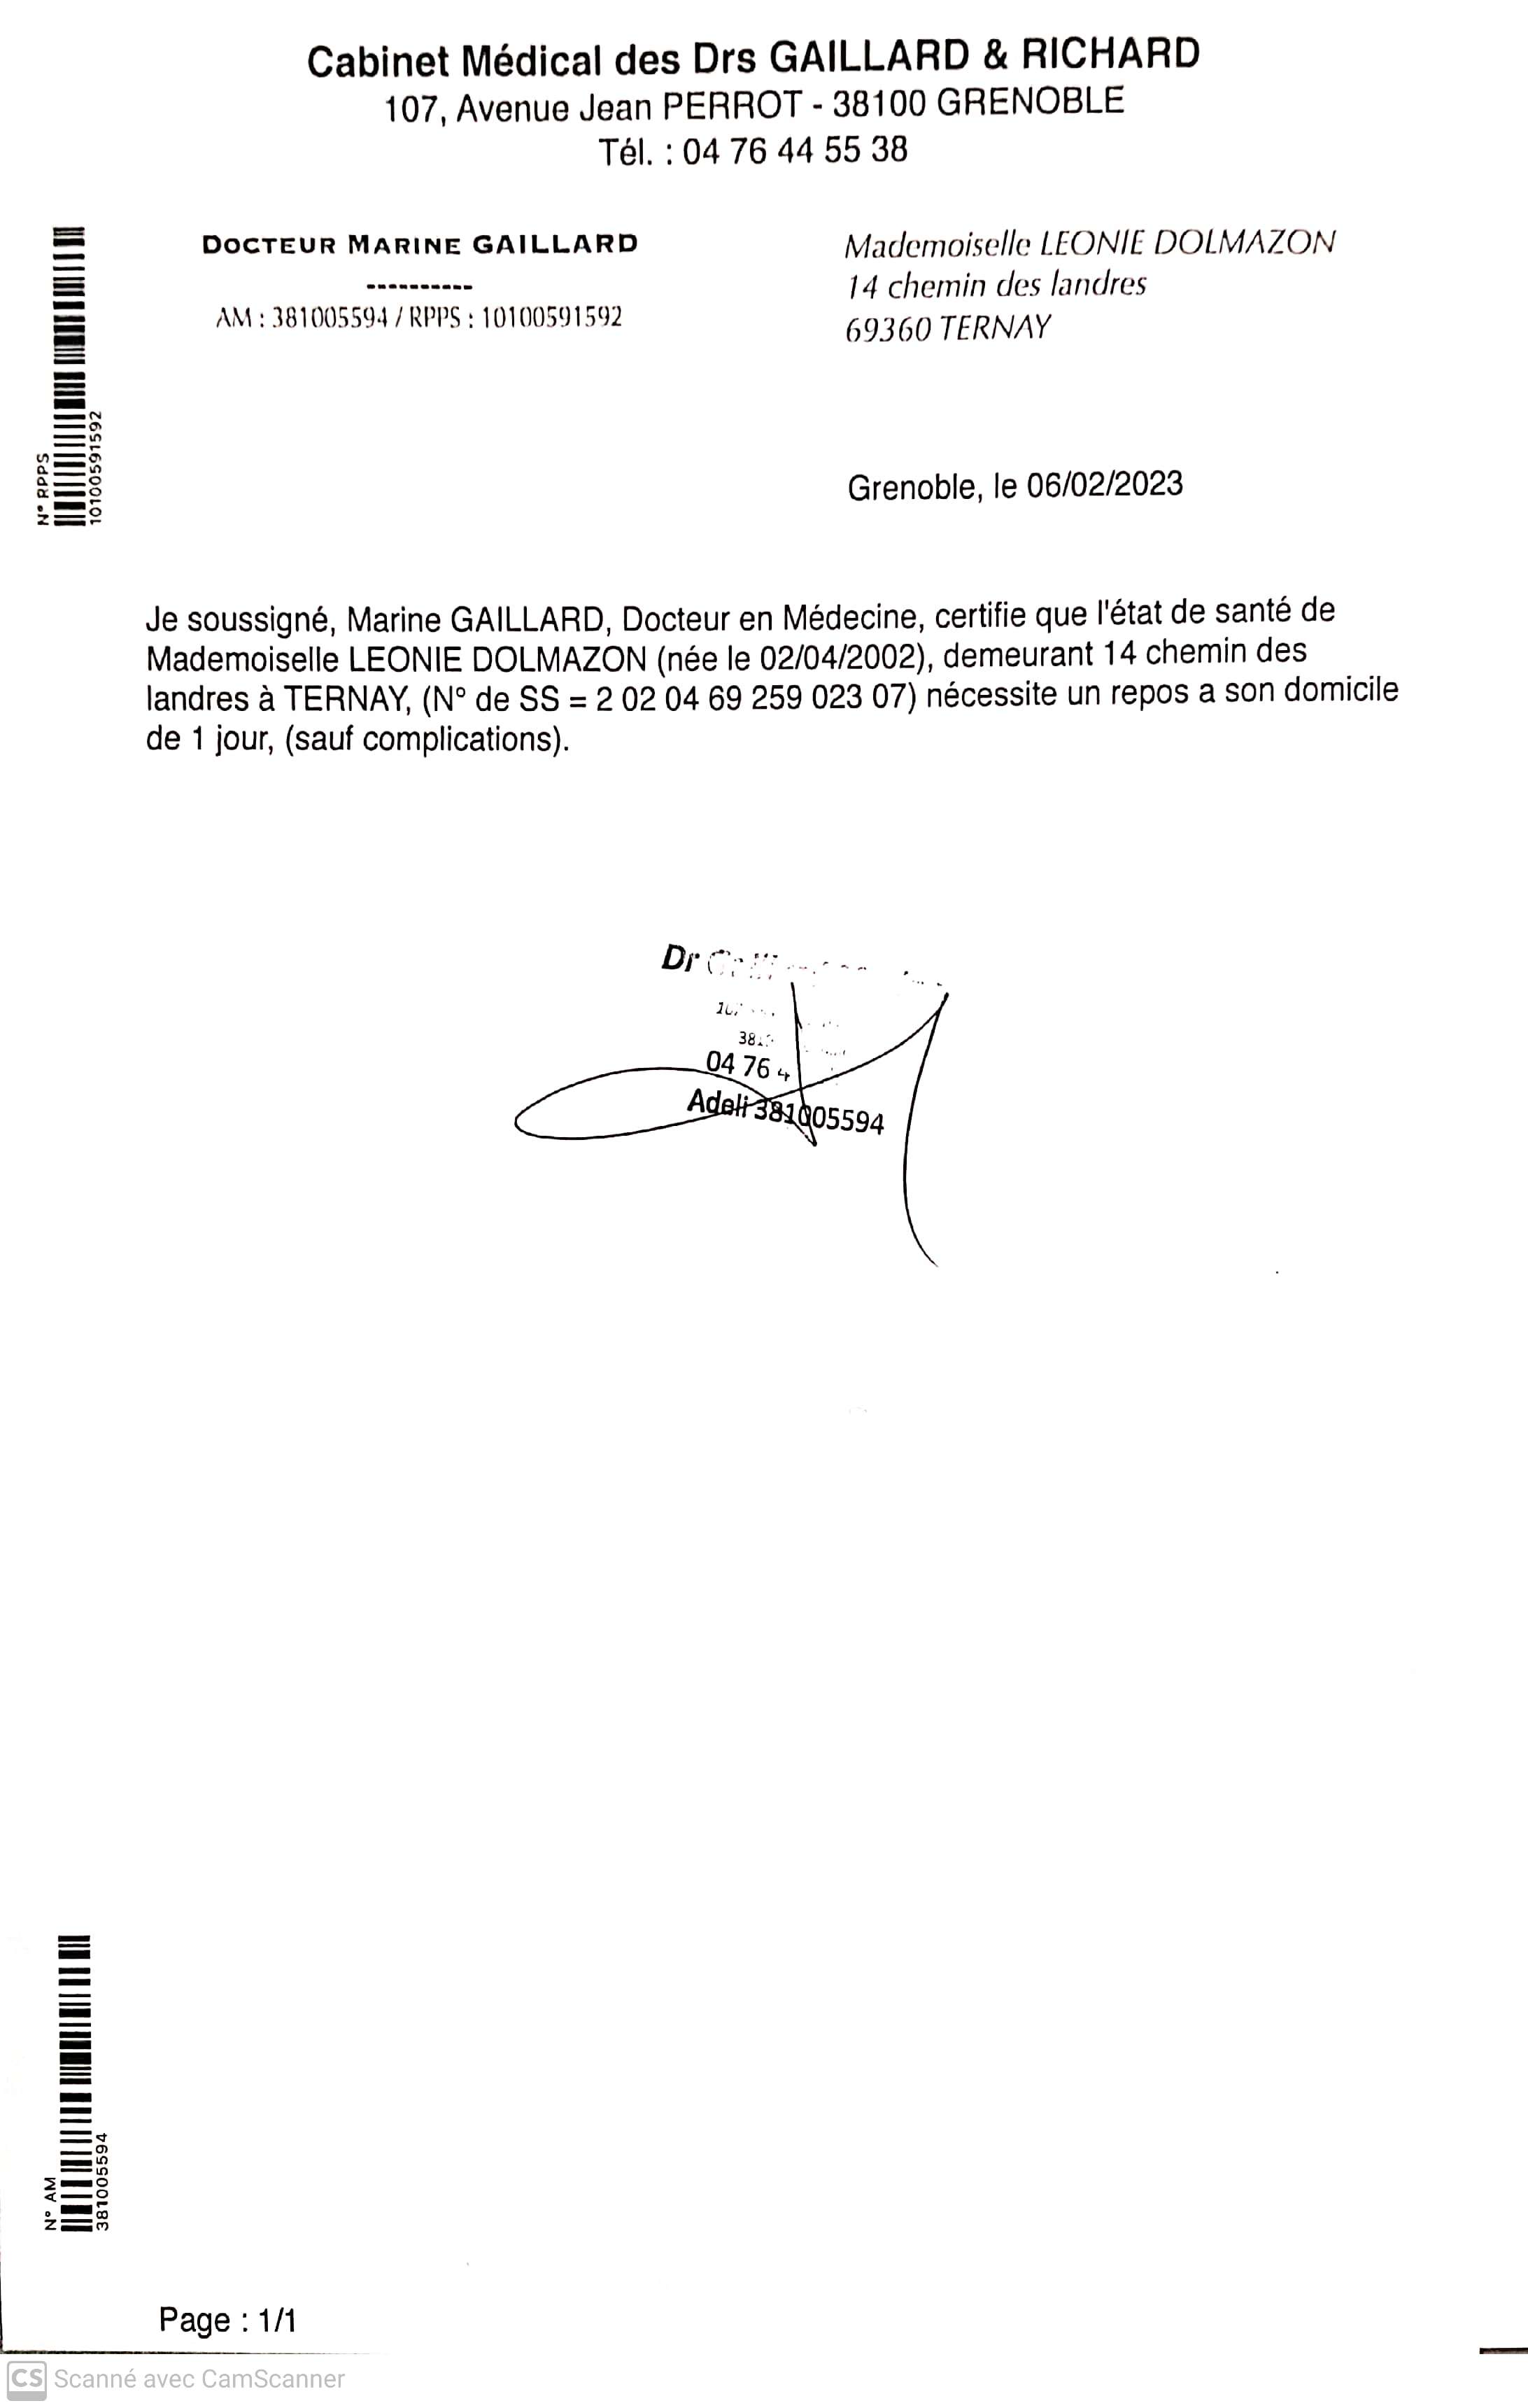 Cabinet Médical des Drs GAILLARD & RICHARD
107, Avenue Jean PERROT - 38100 GRENOBLE
Tél. : 04 76 44 55 38
DOCTEUR MARINE GAILLARD
----------
AM : 381005594 / RPPS : 10100591592
Mademoiselle LEONIE DOLMAZON
14 chemin des landres
69360 TERNAY
N° RPPS
10100591592
Grenoble, le 06/02/2023
Je soussigné, Marine GAILLARD, Docteur en Médecine, certifie que l'état de santé de
Mademoiselle LEONIE DOLMAZON (née le 02/04/2002), demeurant 14 chemin des
landres à TERNAY, (N° de SS = 2 02 04 69 259 023 07) nécessite un repos a son domicile
de 1 jour, (sauf complications).
Dr
04 76 4
Adeli 381005594
N° AM
381005594
Page : 1/1
CS Scanné avec CamScanner